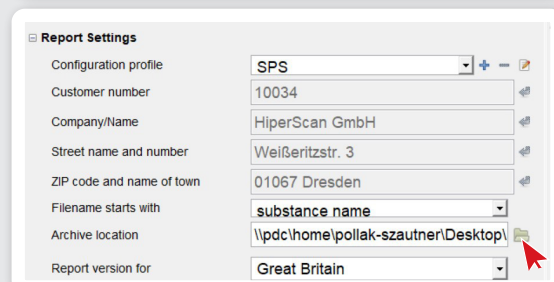 Report Settings
Configuration profile SPS
Customer number 10034
Company/Name HiperScan GmbH
Street name and number Weißeritzstr. 3
ZIP code and name of town 01067 Dresden
Filename starts with substance name
Archive location \\pdc\home\pollak-szautner\Desktop\
Report version for Great Britain